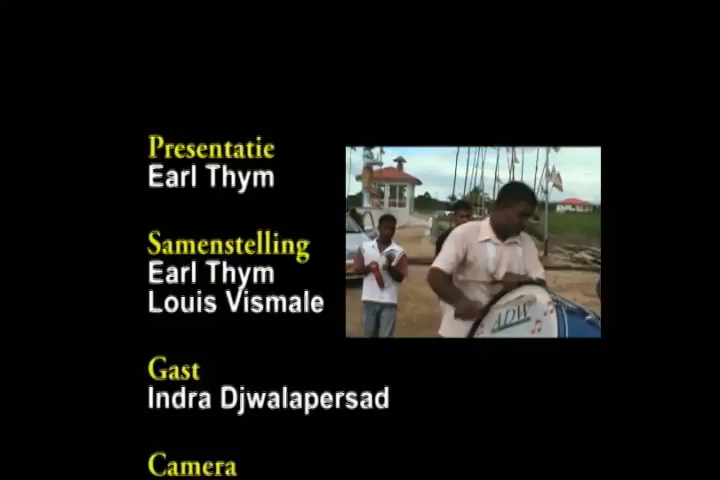 Presentatie
Earl Thym
Samenstelling
Earl Thym
Louis Vismale
Gast
Indra Djwalapersad
Camera
ADW